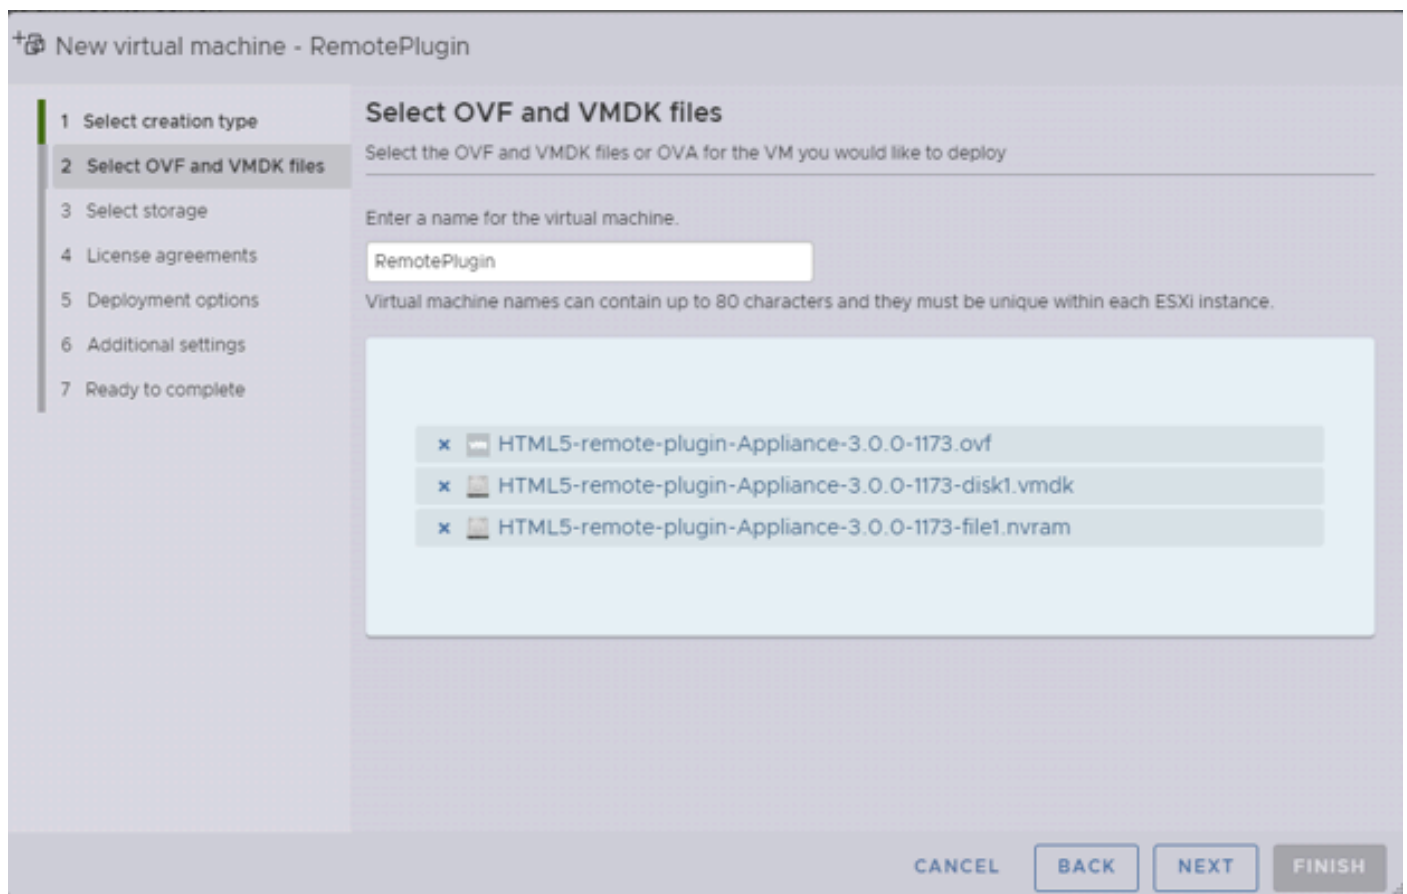 New virtual machine - RemotePlugin
1 Select creation type
2 Select OVF and VMDK files
3 Select storage
4 License agreements
5 Deployment options
6 Additional settings
7 Ready to complete
Select OVF and VMDK files
Select the OVF and VMDK files or OVA for the VM you would like to deploy
Enter a name for the virtual machine.
RemotePlugin
Virtual machine names can contain up to 80 characters and they must be unique within each ESXi instance.
HTML5-remote-plugin-Appliance-3.0.0-1173.ovf
HTML5-remote-plugin-Appliance-3.0.0-1173-disk1.vmdk
HTML5-remote-plugin-Appliance-3.0.0-1173-file1.nvram
CANCEL BACK NEXT FINISH